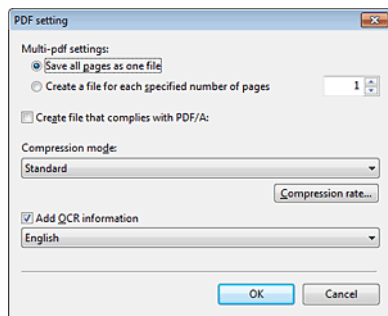 PDF setting
Multi-pdf settings:
Save all pages as one file
Create a file for each specified number of pages 1
Create file that complies with PDF/A:
Compression mode:
Standard
Compression rate...
Add OCR information
English
OK Cancel